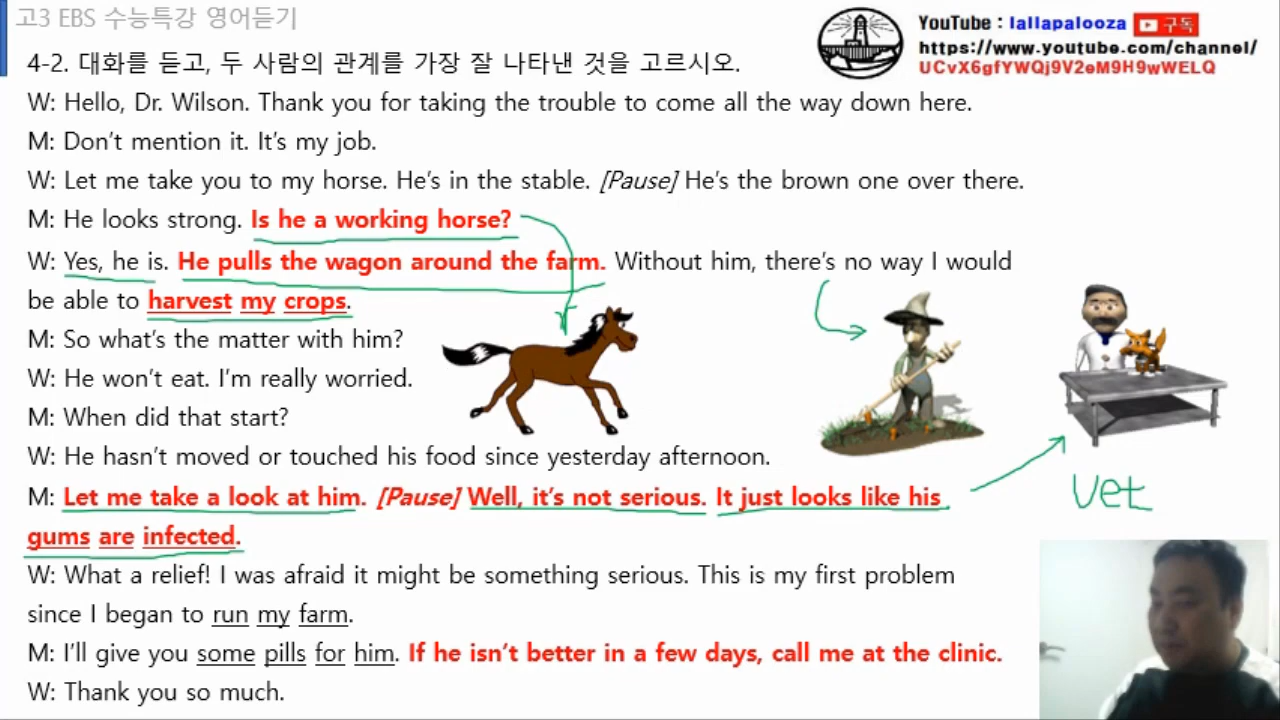 고3 EBS 수능특강 영어듣기
YouTube : lallapalooza 구독
https://www.youtube.com/channel/
UCvX6gfYWQj9V2eM9H9wWELQ
4-2. 대화를 듣고, 두 사람의 관계를 가장 잘 나타낸 것을 고르시오.
W: Hello, Dr. Wilson. Thank you for taking the trouble to come all the way down here.
M: Don't mention it. It's my job.
W: Let me take you to my horse. He's in the stable. [Pause] He's the brown one over there.
M: He looks strong. Is he a working horse?
W: Yes, he is. He pulls the wagon around the farm. Without him, there's no way I would
be able to harvest my crops.
M: So what's the matter with him?
W: He won't eat. I'm really worried.
M: When did that start?
W: He hasn't moved or touched his food since yesterday afternoon.
M: Let me take a look at him. [Pause] Well, it's not serious. It just looks like his
gums are infected.
vet
W: What a relief! I was afraid it might be something serious. This is my first problem
since I began to run my farm.
M: I'll give you some pills for him. If he isn't better in a few days, call me at the clinic.
W: Thank you so much.